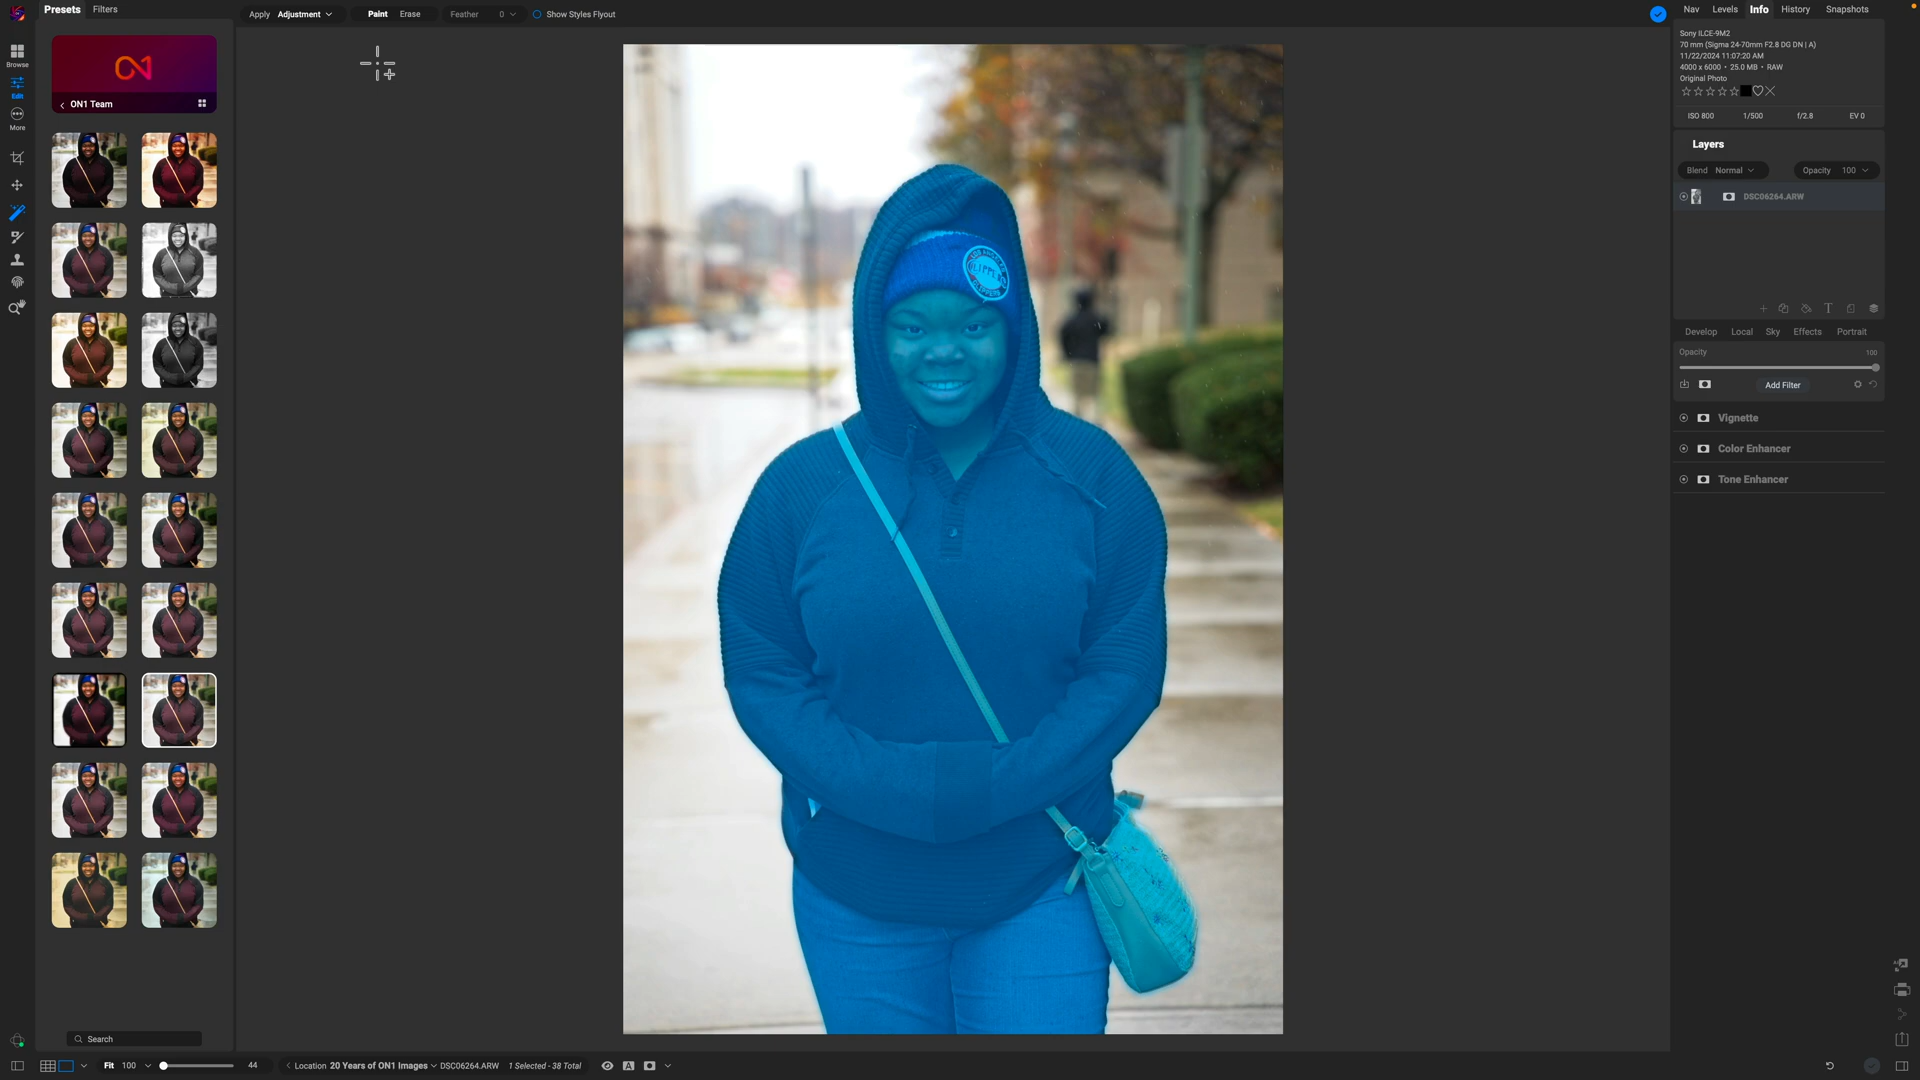 Presets Filters
Apply Adjustment Paint Erase Feather 0 Show Styles Flyout
Nav Levels Info History Snapshots
Browse
Edit
More
ON1 Team
Search
LOS ANGELES
CLIPPERS
Sony ILCE-9M2
70 mm (Sigma 24-70mm F2.8 DG DN | A)
11/22/2024 11:07:20 AM
4000 x 6000 • 25.0 MB • RAW
Original Photo
ISO 800 1/500 f/2.8 EV 0
Layers
Blend Normal Opacity 100
DSC06264.ARW
Develop Local Sky Effects Portrait
Opacity 100
Add Filter
Vignette
Color Enhancer
Tone Enhancer
Fit 100 44 Location 20 Years of ON1 Images DSC06264.ARW 1 Selected - 38 Total A